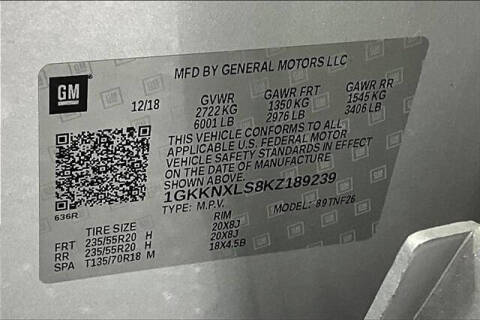 MFD BY GENERAL MOTORS LLC
GM
12/18 GVWR GAWR FRT GAWR RR
2722 KG 1350 KG 1545 KG
6001 LB 2976 LB 3406 LB
THIS VEHICLE CONFORMS TO ALL
APPLICABLE U.S. FEDERAL MOTOR
VEHICLE SAFETY STANDARDS IN EFFECT
ON THE DATE OF MANUFACTURE
SHOWN ABOVE.
1GKKNXLS8KZ189239
TYPE: M.P.V. MODEL:
636R
TIRE SIZE RIM
FRT 235/55R20 H 20X8J
RR 235/55R20 H 20X8J
SPA T135/70R18 M 18X4.5B